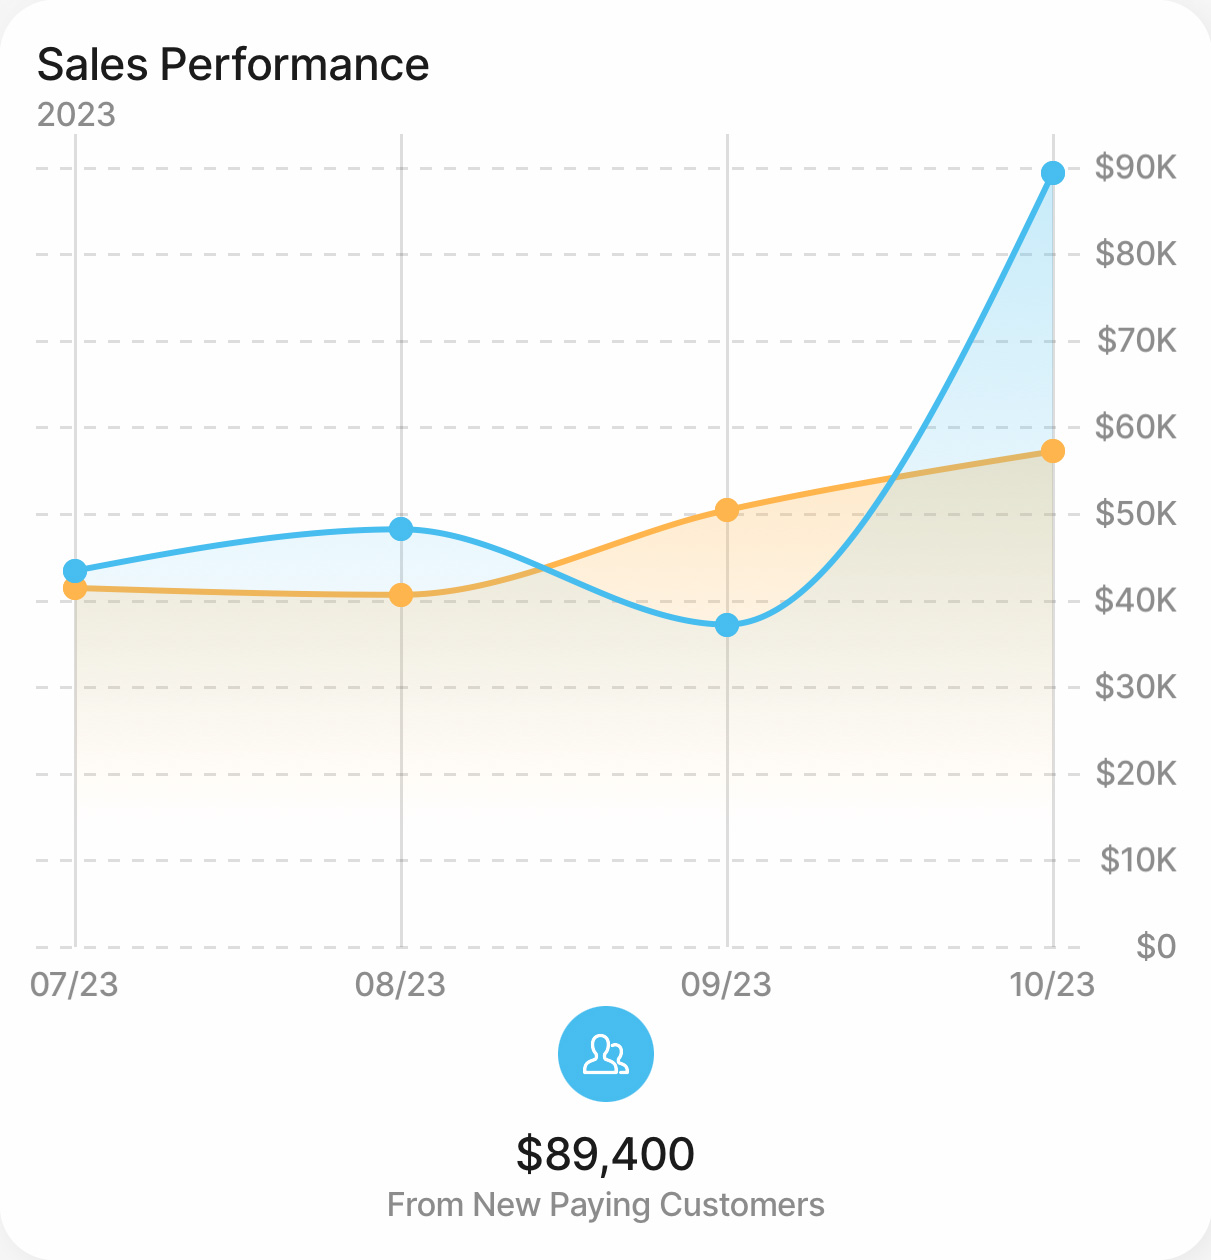 Sales Performance
2023
$90K
$80K
$70K
$60K
$50K
$40K
$30K
$20K
$10K
$0
07/23 08/23 09/23 10/23
$89,400
From New Paying Customers